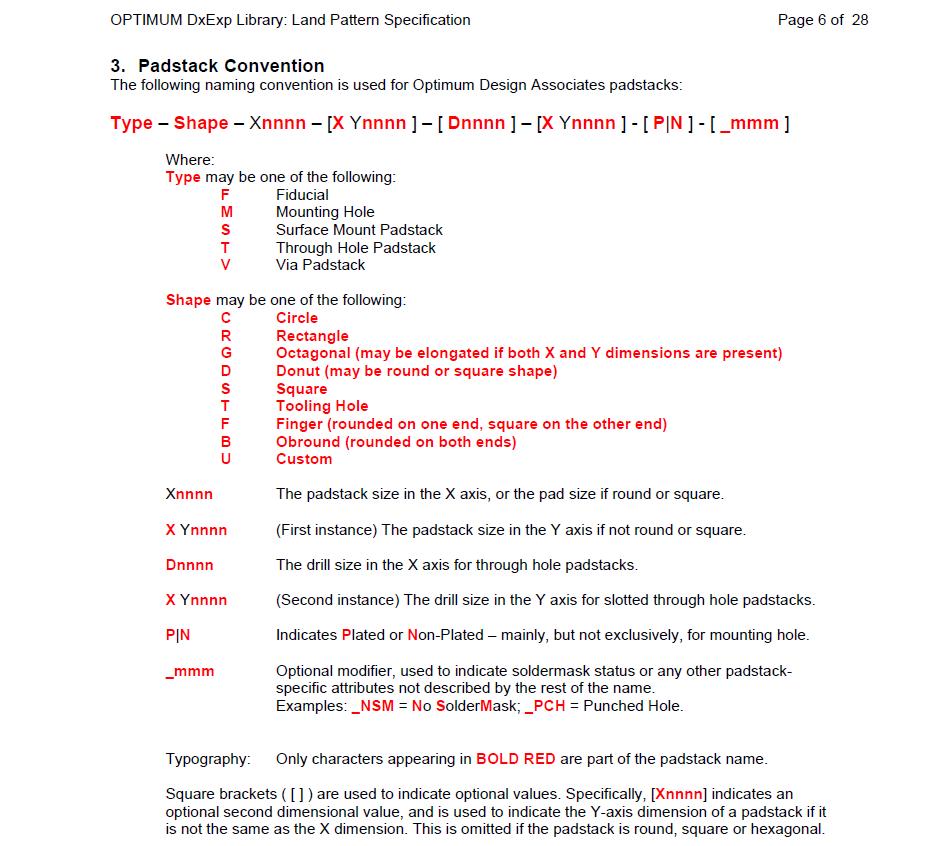 OPTIMUM DxExp Library: Land Pattern Specification Page 6 of 28
3. Padstack Convention
The following naming convention is used for Optimum Design Associates padstacks:
Type – Shape – Xnnnn – [X Ynnnn ] – [ Dnnnn ] – [X Ynnnn ] - [ P|N ] - [ _mmm ]
Where:
Type may be one of the following:
F Fiducial
M Mounting Hole
S Surface Mount Padstack
T Through Hole Padstack
V Via Padstack
Shape may be one of the following:
C Circle
R Rectangle
G Octagonal (may be elongated if both X and Y dimensions are present)
D Donut (may be round or square shape)
S Square
T Tooling Hole
F Finger (rounded on one end, square on the other end)
B Obround (rounded on both ends)
U Custom
Xnnnn The padstack size in the X axis, or the pad size if round or square.
X Ynnnn (First instance) The padstack size in the Y axis if not round or square.
Dnnnn The drill size in the X axis for through hole padstacks.
X Ynnnn (Second instance) The drill size in the Y axis for slotted through hole padstacks.
P|N Indicates Plated or Non-Plated – mainly, but not exclusively, for mounting hole.
_mmm Optional modifier, used to indicate soldermask status or any other padstack-
specific attributes not described by the rest of the name.
Examples: _NSM = No SolderMask; _PCH = Punched Hole.
Typography: Only characters appearing in BOLD RED are part of the padstack name.
Square brackets ( [ ] ) are used to indicate optional values. Specifically, [Xnnnn] indicates an
optional second dimensional value, and is used to indicate the Y-axis dimension of a padstack if it
is not the same as the X dimension. This is omitted if the padstack is round, square or hexagonal.